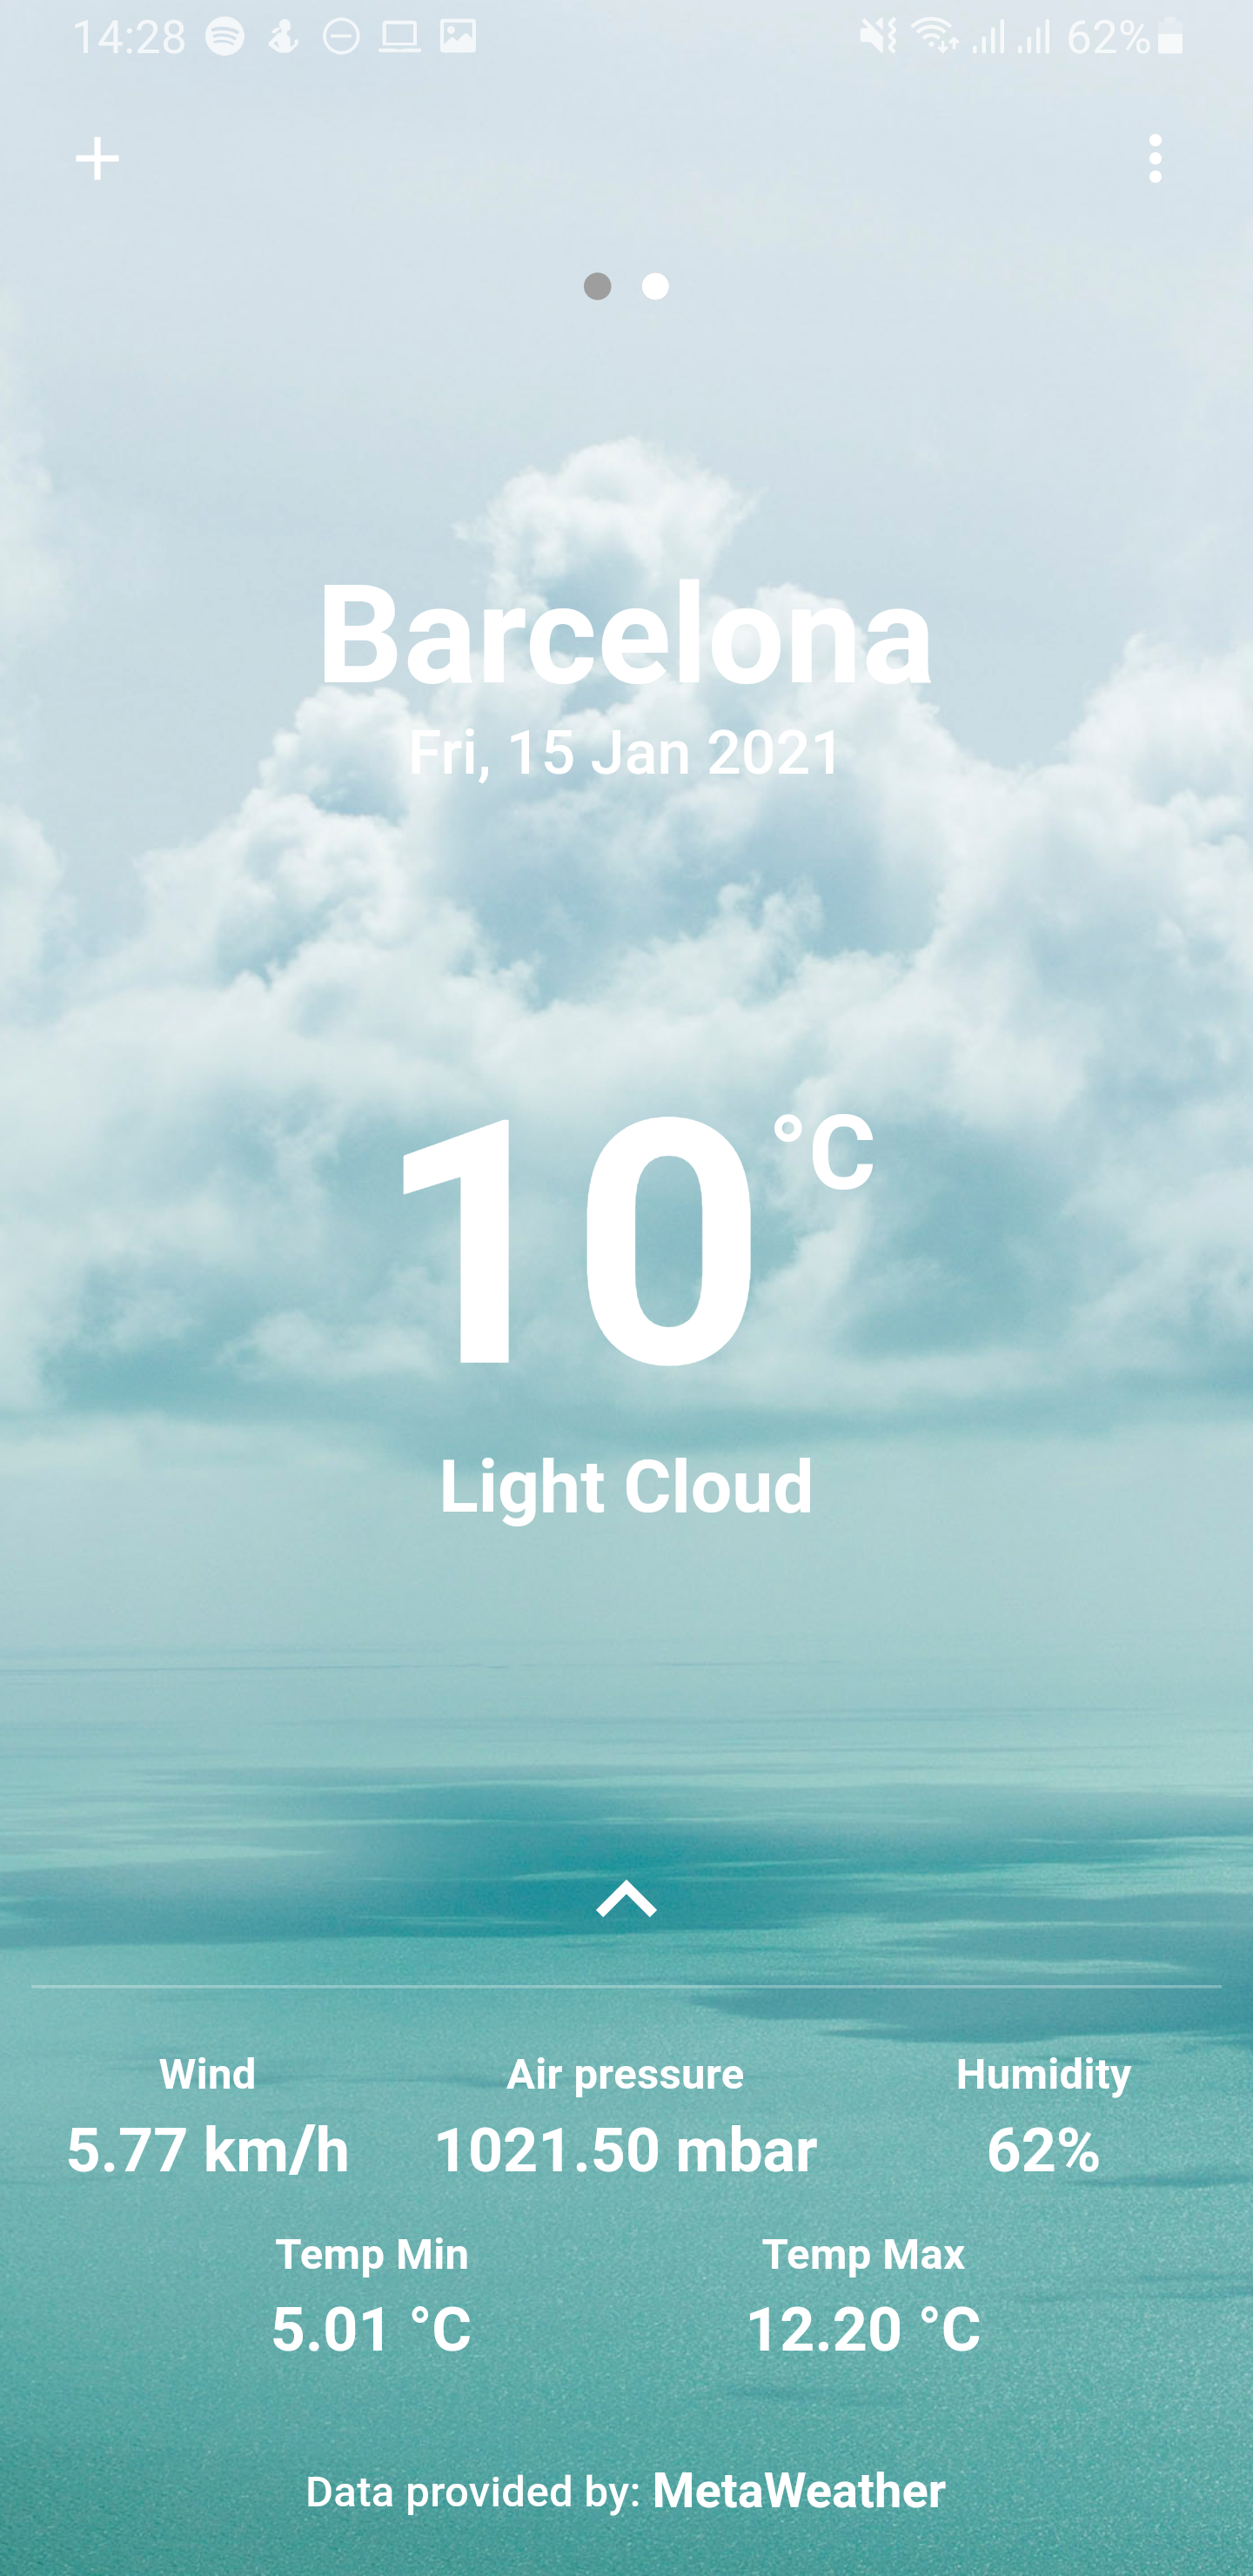 14:28 62%
Barcelona
Fri, 15 Jan 2021
10 °C
Light Cloud
Wind Air pressure Humidity
5.77 km/h 1021.50 mbar 62%
Temp Min Temp Max
5.01 °C 12.20 °C
Data provided by: MetaWeather